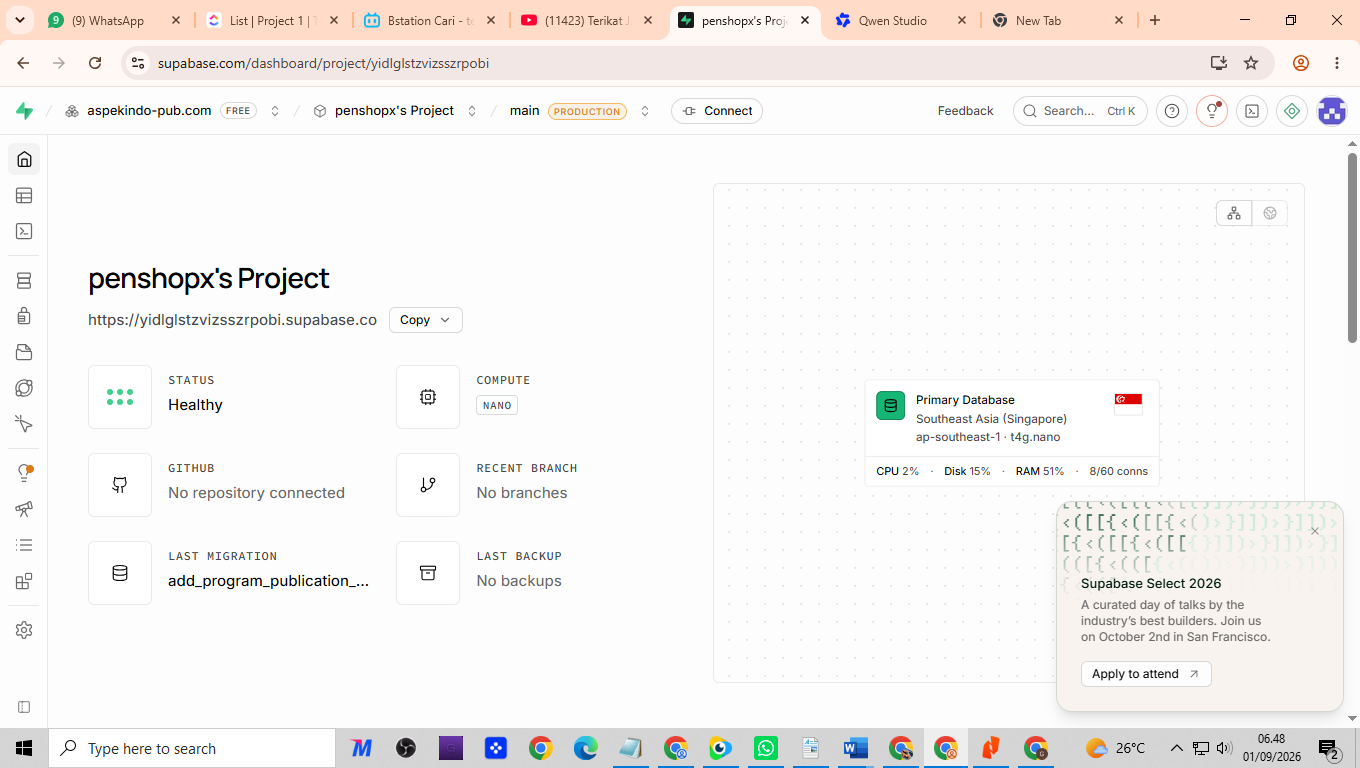 (9) WhatsApp
List | Project 1 | T
Bstation Cari - te
(11423) Terikat J
penshopx's Proje
Qwen Studio
New Tab
supabase.com/dashboard/project/yidlglstzvizsszrpobi
aspekindo-pub.com FREE / penshopx's Project / main PRODUCTION Connect
Feedback
Search... Ctrl K
penshopx's Project
https://yidlglstzvizsszrpobi.supabase.co Copy
STATUS
Healthy
COMPUTE
NANO
GITHUB
No repository connected
RECENT BRANCH
No branches
LAST MIGRATION
add_program_publication_...
LAST BACKUP
No backups
Primary Database
Southeast Asia (Singapore)
ap-southeast-1 · t4g.nano
CPU 2% · Disk 15% · RAM 51% · 8/60 conns
Supabase Select 2026
A curated day of talks by the
industry's best builders. Join us
on October 2nd in San Francisco.
Apply to attend
Type here to search
26°C
06.48
01/09/2026
2